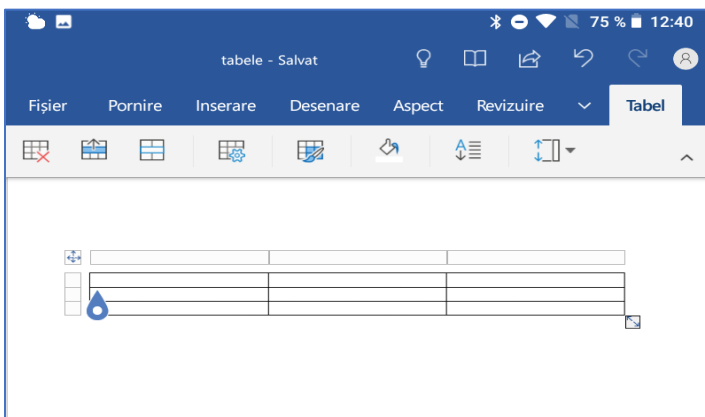 75 % 12:40
tabele - Salvat
Fișier Pornire Inserare Desenare Aspect Revizuire Tabel